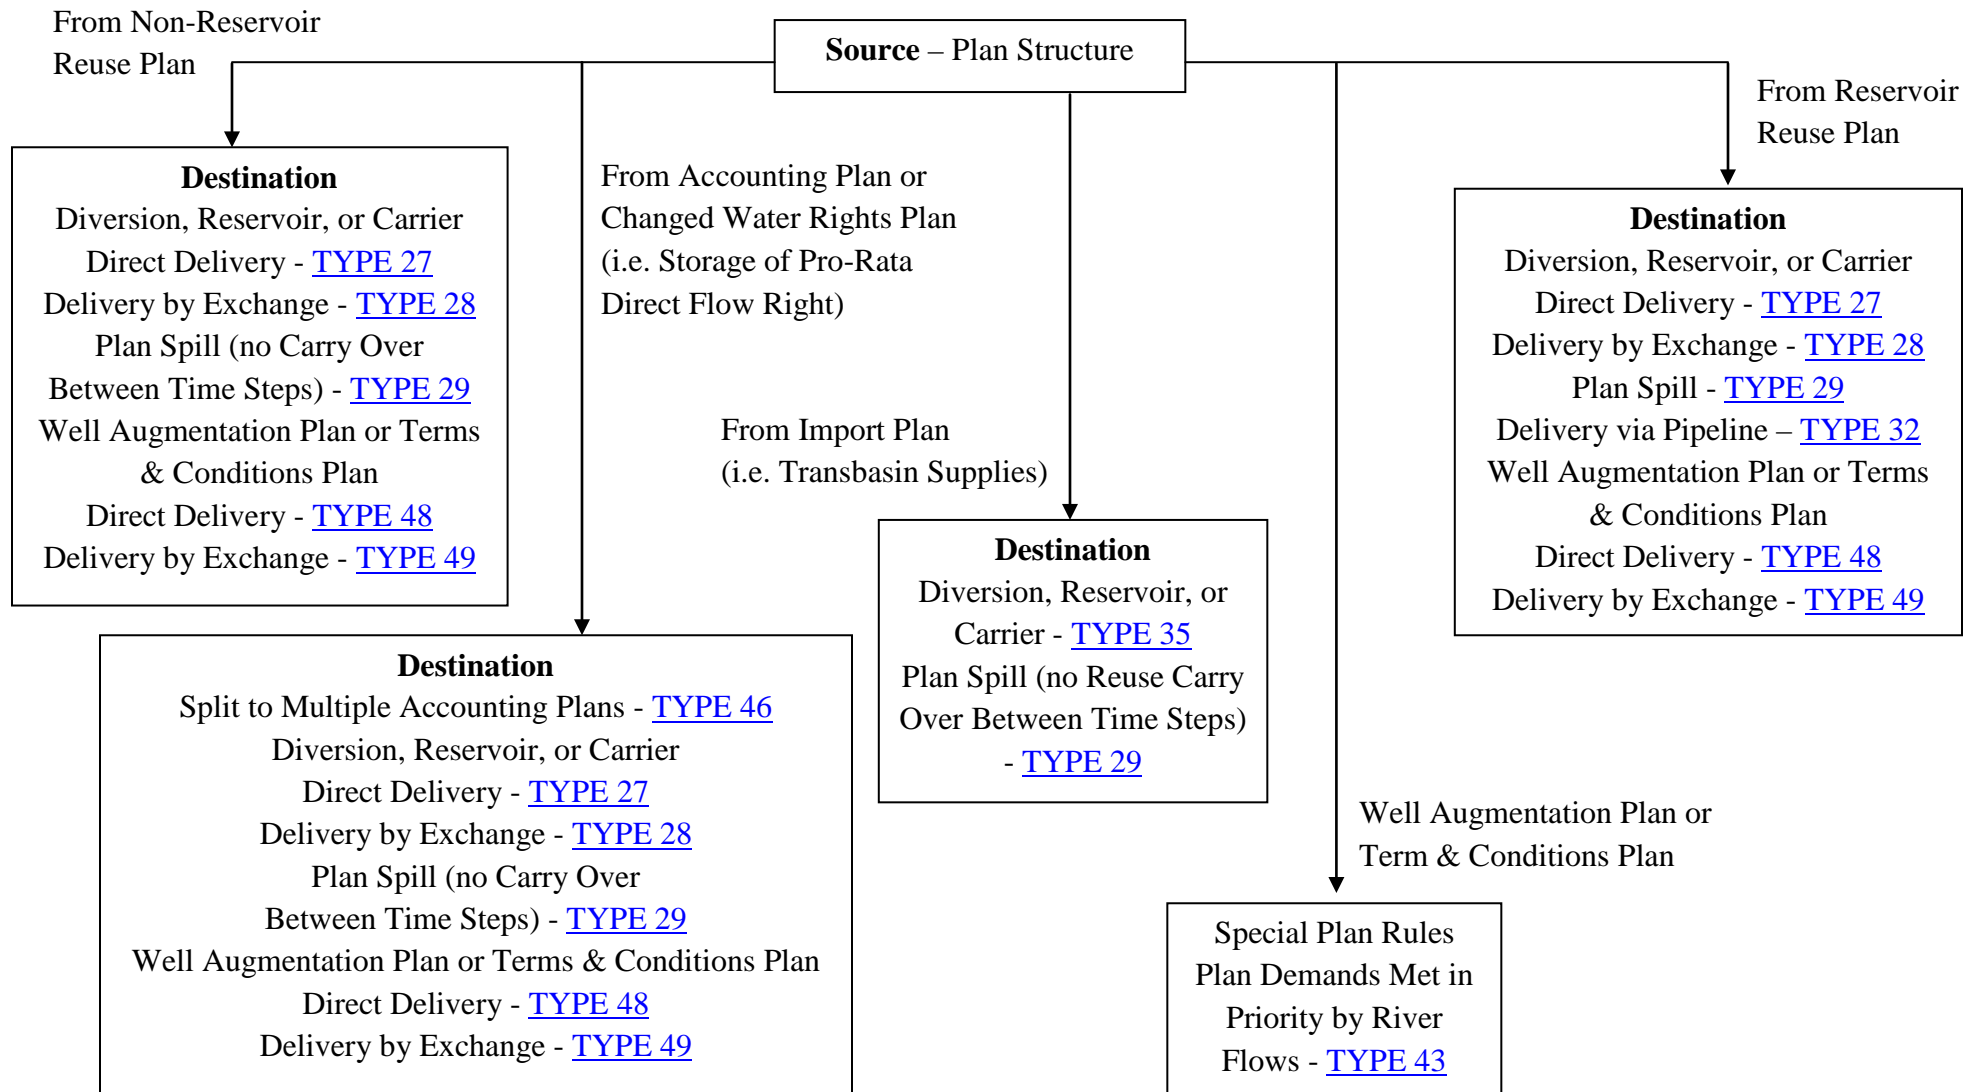 From Non-Reservoir
Reuse Plan
Source – Plan Structure
From Reservoir
Reuse Plan
Destination
Diversion, Reservoir, or Carrier
Direct Delivery - TYPE 27
Delivery by Exchange - TYPE 28
Plan Spill (no Carry Over
Between Time Steps) - TYPE 29
Well Augmentation Plan or Terms
& Conditions Plan
Direct Delivery - TYPE 48
Delivery by Exchange - TYPE 49
From Accounting Plan or
Changed Water Rights Plan
(i.e. Storage of Pro-Rata
Direct Flow Right)
Destination
Split to Multiple Accounting Plans - TYPE 46
Diversion, Reservoir, or Carrier
Direct Delivery - TYPE 27
Delivery by Exchange - TYPE 28
Plan Spill (no Carry Over
Between Time Steps) - TYPE 29
Well Augmentation Plan or Terms & Conditions Plan
Direct Delivery - TYPE 48
Delivery by Exchange - TYPE 49
From Import Plan
(i.e. Transbasin Supplies)
Destination
Diversion, Reservoir, or
Carrier - TYPE 35
Plan Spill (no Reuse Carry
Over Between Time Steps)
- TYPE 29
Well Augmentation Plan or
Term & Conditions Plan
Special Plan Rules
Plan Demands Met in
Priority by River
Flows - TYPE 43
Destination
Diversion, Reservoir, or Carrier
Direct Delivery - TYPE 27
Delivery by Exchange - TYPE 28
Plan Spill - TYPE 29
Delivery via Pipeline – TYPE 32
Well Augmentation Plan or Terms
& Conditions Plan
Direct Delivery - TYPE 48
Delivery by Exchange - TYPE 49